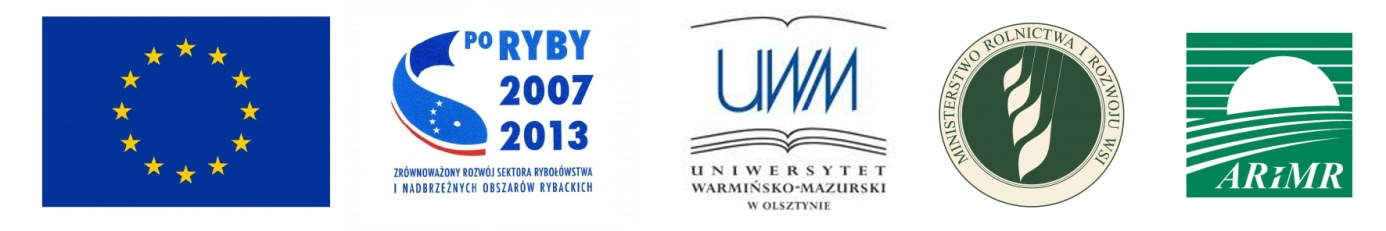 PO RYBY
2007
2013
ZRÓWNOWAŻONY ROZWÓJ SEKTORA RYBOŁÓWSTWA
I NADBRZEŻNYCH OBSZARÓW RYBACKICH
UWM
UNIWERSYTET
WARMIŃSKO-MAZURSKI
W OLSZTYNIE
MINISTERSTWO ROLNICTWA I ROZWOJU WSI
ARiMR